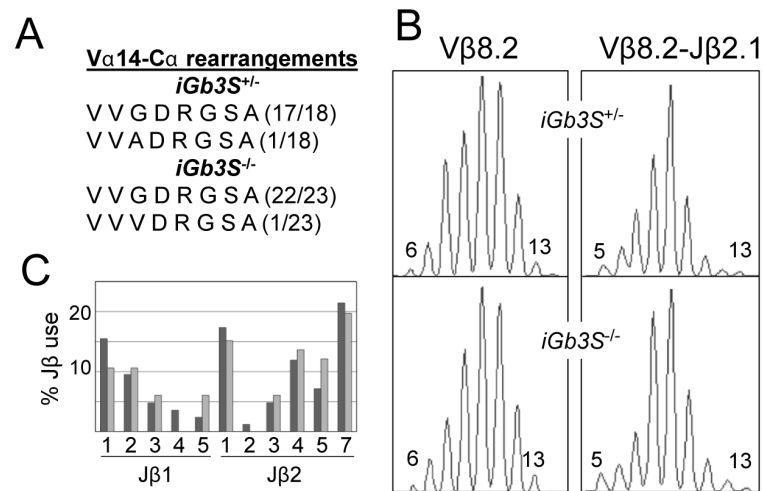 A
Vα14-Cα rearrangements
iGb3S+/-
V V G D R G S A (17/18)
V V A D R G S A (1/18)
iGb3S-/-
V V G D R G S A (22/23)
V V V D R G S A (1/23)
B
Vβ8.2 Vβ8.2-Jβ2.1
iGb3S+/-
6 13 5 13
iGb3S-/-
6 13 5 13
C
% Jβ use
20
10
1 2 3 4 5 1 2 3 4 5 7
Jβ1 Jβ2